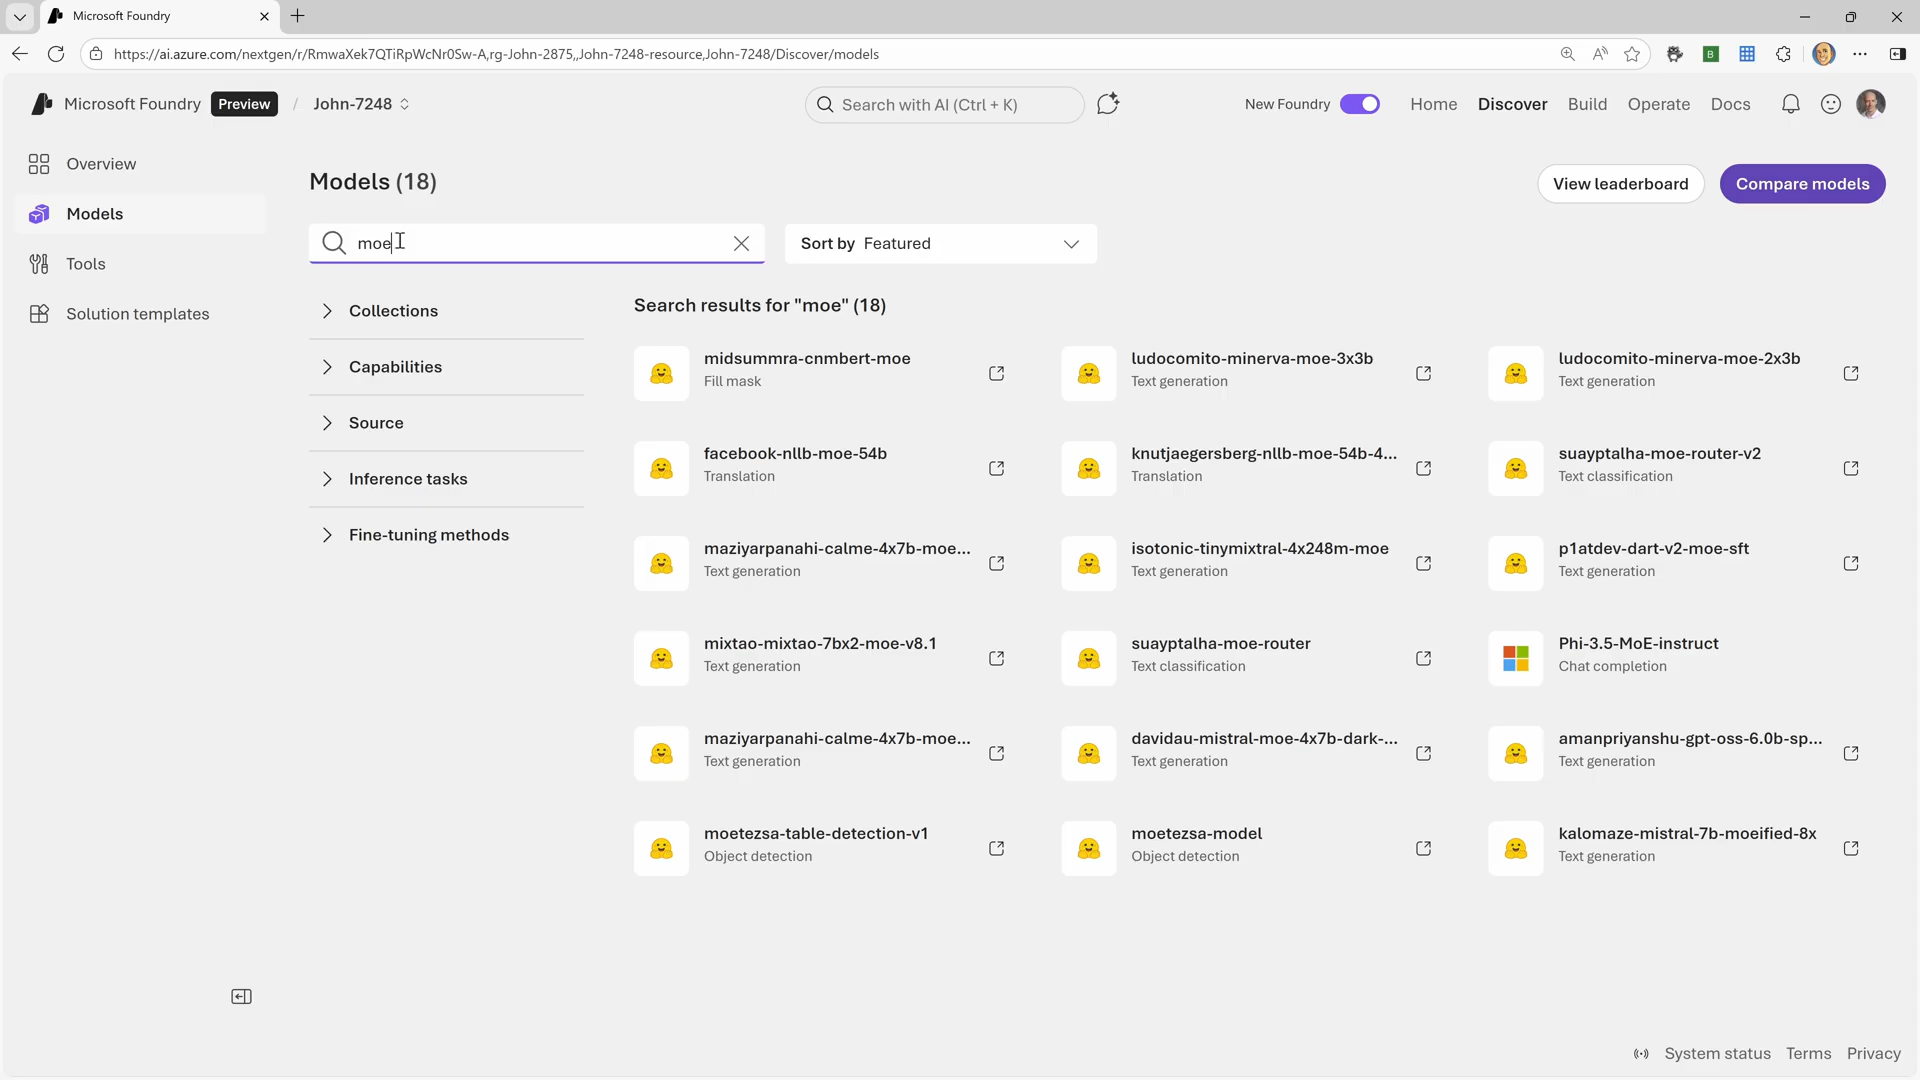 Microsoft Foundry
https://ai.azure.com/nextgen/r/RmwaXek7QTiRpWcNr0Sw-A,rg-John-2875,,John-7248-resource,John-7248/Discover/models
Microsoft Foundry
Preview
/
John-7248
Search with AI (Ctrl + K)
New Foundry
Home
Discover
Build
Operate
Docs
Overview
Models
Tools
Solution templates
Models (18)
View leaderboard
Compare models
moe
Sort by Featured
Collections
Capabilities
Source
Inference tasks
Fine-tuning methods
Search results for "moe" (18)
midsummra-cnmbert-moe
Fill mask
ludocomito-minerva-moe-3x3b
Text generation
ludocomito-minerva-moe-2x3b
Text generation
facebook-nllb-moe-54b
Translation
knutjaegersberg-nllb-moe-54b-4...
Translation
suayptalha-moe-router-v2
Text classification
maziyarpanahi-calme-4x7b-moe...
Text generation
isotonic-tinymixtral-4x248m-moe
Text generation
p1atdev-dart-v2-moe-sft
Text generation
mixtao-mixtao-7bx2-moe-v8.1
Text generation
suayptalha-moe-router
Text classification
Phi-3.5-MoE-instruct
Chat completion
maziyarpanahi-calme-4x7b-moe...
Text generation
davidau-mistral-moe-4x7b-dark-...
Text generation
amanpriyanshu-gpt-oss-6.0b-sp...
Text generation
moetezsa-table-detection-v1
Object detection
moetezsa-model
Object detection
kalomaze-mistral-7b-moeified-8x
Text generation
System status
Terms
Privacy